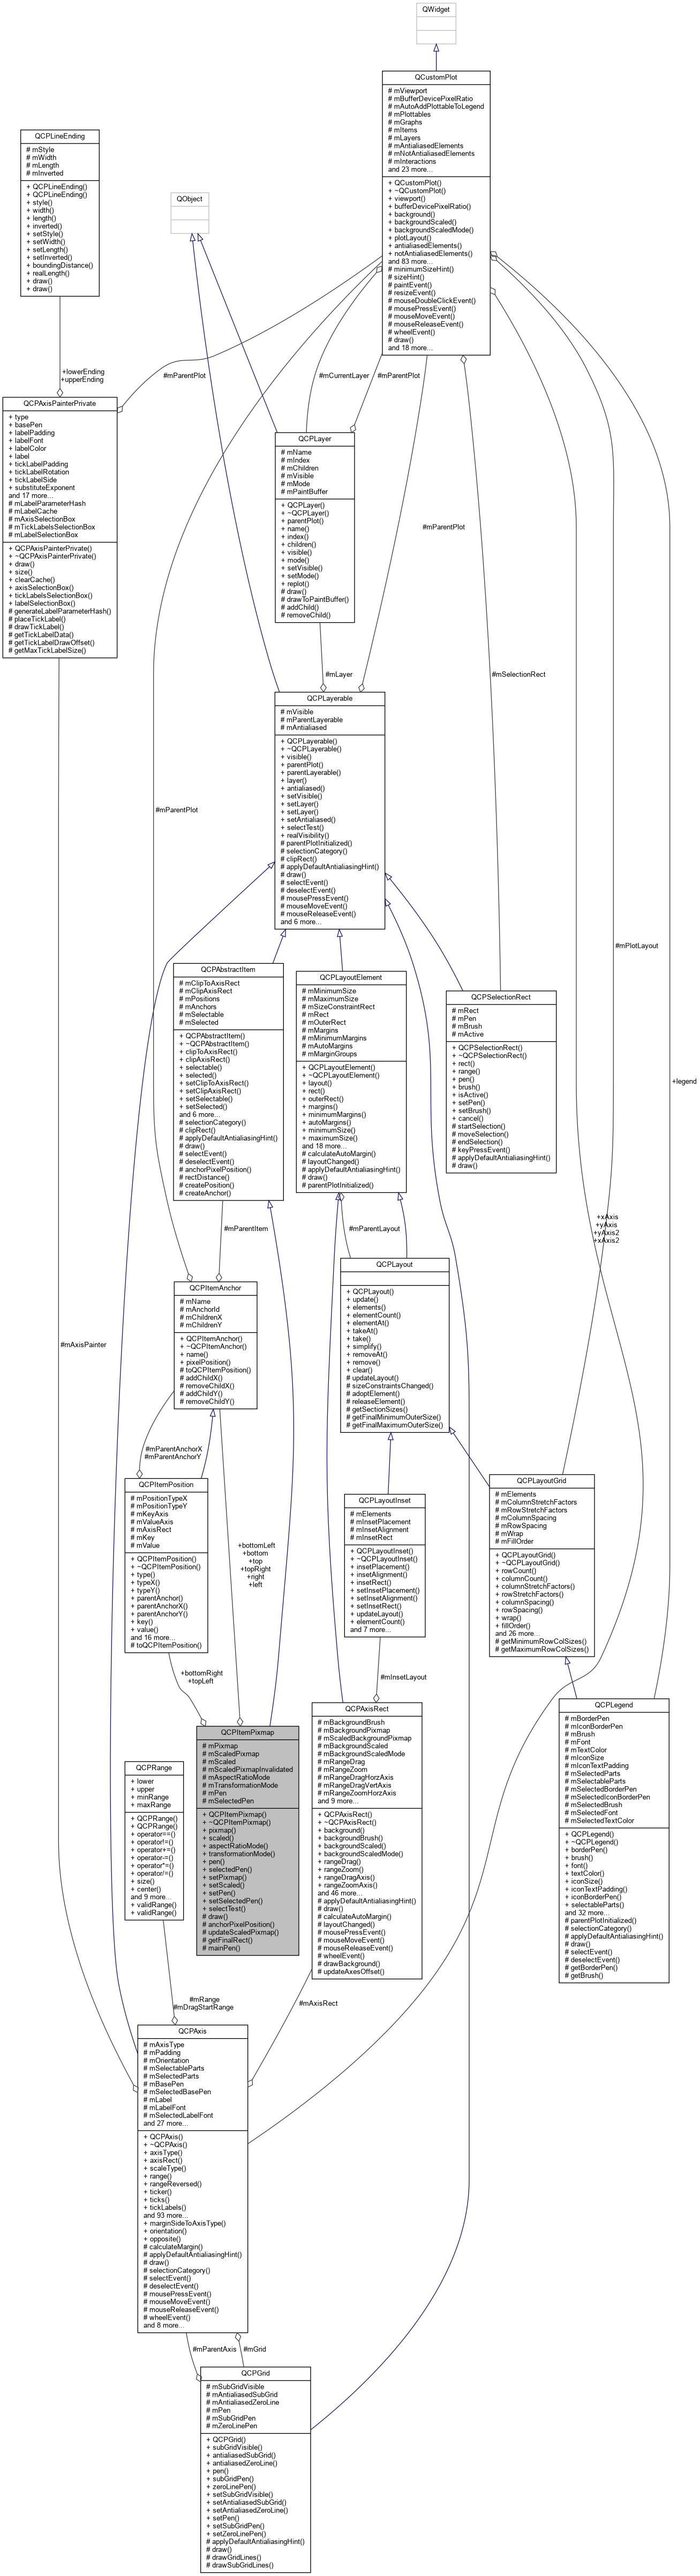 QWidget
QCustomPlot
# mViewport
# mBufferDevicePixelRatio
# mAutoAddPlottableToLegend
# mPlottables
# mGraphs
# mItems
# mLayers
# mAntialiasedElements
# mNotAntialiasedElements
# mInteractions
and 23 more...
+ QCustomPlot()
+ ~QCustomPlot()
+ viewport()
+ bufferDevicePixelRatio()
+ background()
+ backgroundScaled()
+ backgroundScaledMode()
+ plotLayout()
+ antialiasedElements()
+ notAntialiasedElements()
and 83 more...
# minimumSizeHint()
# sizeHint()
# paintEvent()
# resizeEvent()
# mouseDoubleClickEvent()
# mousePressEvent()
# mouseMoveEvent()
# mouseReleaseEvent()
# wheelEvent()
# draw()
and 18 more...
QCPLineEnding
# mStyle
# mWidth
# mLength
# mInverted
+ QCPLineEnding()
+ QCPLineEnding()
+ style()
+ width()
+ length()
+ inverted()
+ setStyle()
+ setWidth()
+ setLength()
+ setInverted()
+ boundingDistance()
+ realLength()
+ draw()
+ draw()
QObject
+lowerEnding
+upperEnding
#mParentPlot
#mCurrentLayer
#mParentPlot
QCPAxisPainterPrivate
+ type
+ basePen
+ labelPadding
+ labelFont
+ labelColor
+ label
+ tickLabelPadding
+ tickLabelRotation
+ tickLabelSide
+ substituteExponent
and 17 more...
# mLabelParameterHash
# mLabelCache
# mAxisSelectionBox
# mTickLabelsSelectionBox
# mLabelSelectionBox
+ QCPAxisPainterPrivate()
+ ~QCPAxisPainterPrivate()
+ draw()
+ size()
+ clearCache()
+ axisSelectionBox()
+ tickLabelsSelectionBox()
+ labelSelectionBox()
# generateLabelParameterHash()
# placeTickLabel()
# drawTickLabel()
# getTickLabelData()
# getTickLabelDrawOffset()
# getMaxTickLabelSize()
QCPLayer
# mName
# mIndex
# mChildren
# mVisible
# mMode
# mPaintBuffer
+ QCPLayer()
+ ~QCPLayer()
+ parentPlot()
+ name()
+ index()
+ children()
+ visible()
+ mode()
+ setVisible()
+ setMode()
+ replot()
# draw()
# drawToPaintBuffer()
# addChild()
# removeChild()
#mParentPlot
#mLayer
#mSelectionRect
QCPLayerable
# mVisible
# mParentLayerable
# mAntialiased
+ QCPLayerable()
+ ~QCPLayerable()
+ visible()
+ parentPlot()
+ parentLayerable()
+ layer()
+ antialiased()
+ setVisible()
+ setLayer()
+ setLayer()
+ setAntialiased()
+ selectTest()
+ realVisibility()
# parentPlotInitialized()
# selectionCategory()
# clipRect()
# applyDefaultAntialiasingHint()
# draw()
# selectEvent()
# deselectEvent()
# mousePressEvent()
# mouseMoveEvent()
# mouseReleaseEvent()
and 6 more...
#mParentPlot
#mPlotLayout
QCPAbstractItem
# mClipToAxisRect
# mClipAxisRect
# mPositions
# mAnchors
# mSelectable
# mSelected
+ QCPAbstractItem()
+ ~QCPAbstractItem()
+ clipToAxisRect()
+ clipAxisRect()
+ selectable()
+ selected()
+ setClipToAxisRect()
+ setClipAxisRect()
+ setSelectable()
+ setSelected()
and 6 more...
# selectionCategory()
# clipRect()
# applyDefaultAntialiasingHint()
# draw()
# selectEvent()
# deselectEvent()
# anchorPixelPosition()
# rectDistance()
# createPosition()
# createAnchor()
QCPLayoutElement
# mMinimumSize
# mMaximumSize
# mSizeConstraintRect
# mRect
# mOuterRect
# mMargins
# mMinimumMargins
# mAutoMargins
# mMarginGroups
+ QCPLayoutElement()
+ ~QCPLayoutElement()
+ layout()
+ rect()
+ outerRect()
+ margins()
+ minimumMargins()
+ autoMargins()
+ minimumSize()
+ maximumSize()
and 18 more...
# calculateAutoMargin()
# layoutChanged()
# applyDefaultAntialiasingHint()
# draw()
# parentPlotInitialized()
QCPSelectionRect
# mRect
# mPen
# mBrush
# mActive
+ QCPSelectionRect()
+ ~QCPSelectionRect()
+ rect()
+ range()
+ pen()
+ brush()
+ isActive()
+ setPen()
+ setBrush()
+ cancel()
# startSelection()
# moveSelection()
# endSelection()
# keyPressEvent()
# applyDefaultAntialiasingHint()
# draw()
+legend
#mParentItem
#mParentLayout
+xAxis
+yAxis
+yAxis2
+xAxis2
#mAxisPainter
QCPItemAnchor
# mName
# mAnchorId
# mChildrenX
# mChildrenY
+ QCPItemAnchor()
+ ~QCPItemAnchor()
+ name()
+ pixelPosition()
# toQCPItemPosition()
# addChildX()
# removeChildX()
# addChildY()
# removeChildY()
QCPLayout
+ QCPLayout()
+ update()
+ elements()
+ elementCount()
+ elementAt()
+ takeAt()
+ take()
+ simplify()
+ removeAt()
+ remove()
+ clear()
# updateLayout()
# sizeConstraintsChanged()
# adoptElement()
# releaseElement()
# getSectionSizes()
# getFinalMinimumOuterSize()
# getFinalMaximumOuterSize()
#mParentAnchorX
#mParentAnchorY
QCPItemPosition
# mPositionTypeX
# mPositionTypeY
# mKeyAxis
# mValueAxis
# mAxisRect
# mKey
# mValue
+ QCPItemPosition()
+ ~QCPItemPosition()
+ type()
+ typeX()
+ typeY()
+ parentAnchor()
+ parentAnchorX()
+ parentAnchorY()
+ key()
+ value()
and 16 more...
# toQCPItemPosition()
+bottomLeft
+bottom
+top
+topRight
+right
+left
QCPLayoutInset
# mElements
# mInsetPlacement
# mInsetAlignment
# mInsetRect
+ QCPLayoutInset()
+ ~QCPLayoutInset()
+ insetPlacement()
+ insetAlignment()
+ insetRect()
+ setInsetPlacement()
+ setInsetAlignment()
+ setInsetRect()
+ updateLayout()
+ elementCount()
and 7 more...
QCPLayoutGrid
# mElements
# mColumnStretchFactors
# mRowStretchFactors
# mColumnSpacing
# mRowSpacing
# mWrap
# mFillOrder
+ QCPLayoutGrid()
+ ~QCPLayoutGrid()
+ rowCount()
+ columnCount()
+ columnStretchFactors()
+ rowStretchFactors()
+ columnSpacing()
+ rowSpacing()
+ wrap()
+ fillOrder()
and 26 more...
# getMinimumRowColSizes()
# getMaximumRowColSizes()
+bottomRight
+topLeft
#mInsetLayout
QCPItemPixmap
# mPixmap
# mScaledPixmap
# mScaled
# mScaledPixmapInvalidated
# mAspectRatioMode
# mTransformationMode
# mPen
# mSelectedPen
+ QCPItemPixmap()
+ ~QCPItemPixmap()
+ pixmap()
+ scaled()
+ aspectRatioMode()
+ transformationMode()
+ pen()
+ selectedPen()
+ setPixmap()
+ setScaled()
+ setPen()
+ setSelectedPen()
+ selectTest()
# draw()
# anchorPixelPosition()
# updateScaledPixmap()
# getFinalRect()
# mainPen()
QCPAxisRect
# mBackgroundBrush
# mBackgroundPixmap
# mScaledBackgroundPixmap
# mBackgroundScaled
# mBackgroundScaledMode
# mRangeDrag
# mRangeZoom
# mRangeDragHorzAxis
# mRangeDragVertAxis
# mRangeZoomHorzAxis
and 9 more...
+ QCPAxisRect()
+ ~QCPAxisRect()
+ background()
+ backgroundBrush()
+ backgroundScaled()
+ backgroundScaledMode()
+ rangeDrag()
+ rangeZoom()
+ rangeDragAxis()
+ rangeZoomAxis()
and 46 more...
# applyDefaultAntialiasingHint()
# draw()
# calculateAutoMargin()
# layoutChanged()
# mousePressEvent()
# mouseMoveEvent()
# mouseReleaseEvent()
# wheelEvent()
# drawBackground()
# updateAxesOffset()
QCPLegend
# mBorderPen
# mIconBorderPen
# mBrush
# mFont
# mTextColor
# mIconSize
# mIconTextPadding
# mSelectedParts
# mSelectableParts
# mSelectedBorderPen
# mSelectedIconBorderPen
# mSelectedBrush
# mSelectedFont
# mSelectedTextColor
+ QCPLegend()
+ ~QCPLegend()
+ borderPen()
+ brush()
+ font()
+ textColor()
+ iconSize()
+ iconTextPadding()
+ iconBorderPen()
+ selectableParts()
and 32 more...
# parentPlotInitialized()
# selectionCategory()
# applyDefaultAntialiasingHint()
# draw()
# selectEvent()
# deselectEvent()
# getBorderPen()
# getBrush()
QCPRange
+ lower
+ upper
+ minRange
+ maxRange
+ QCPRange()
+ QCPRange()
+ operator==()
+ operator!=()
+ operator+=()
+ operator-=()
+ operator*=()
+ operator/=()
+ size()
+ center()
and 9 more...
+ validRange()
+ validRange()
#mRange
#mDragStartRange
#mAxisRect
QCPAxis
# mAxisType
# mPadding
# mOrientation
# mSelectableParts
# mSelectedParts
# mBasePen
# mSelectedBasePen
# mLabel
# mLabelFont
# mSelectedLabelFont
and 27 more...
+ QCPAxis()
+ ~QCPAxis()
+ axisType()
+ axisRect()
+ scaleType()
+ range()
+ rangeReversed()
+ ticker()
+ ticks()
+ tickLabels()
and 93 more...
+ marginSideToAxisType()
+ orientation()
+ opposite()
# calculateMargin()
# applyDefaultAntialiasingHint()
# draw()
# selectionCategory()
# selectEvent()
# deselectEvent()
# mousePressEvent()
# mouseMoveEvent()
# mouseReleaseEvent()
# wheelEvent()
and 8 more...
#mParentAxis
#mGrid
QCPGrid
# mSubGridVisible
# mAntialiasedSubGrid
# mAntialiasedZeroLine
# mPen
# mSubGridPen
# mZeroLinePen
+ QCPGrid()
+ subGridVisible()
+ antialiasedSubGrid()
+ antialiasedZeroLine()
+ pen()
+ subGridPen()
+ zeroLinePen()
+ setSubGridVisible()
+ setAntialiasedSubGrid()
+ setAntialiasedZeroLine()
+ setPen()
+ setSubGridPen()
+ setZeroLinePen()
# applyDefaultAntialiasingHint()
# draw()
# drawGridLines()
# drawSubGridLines()